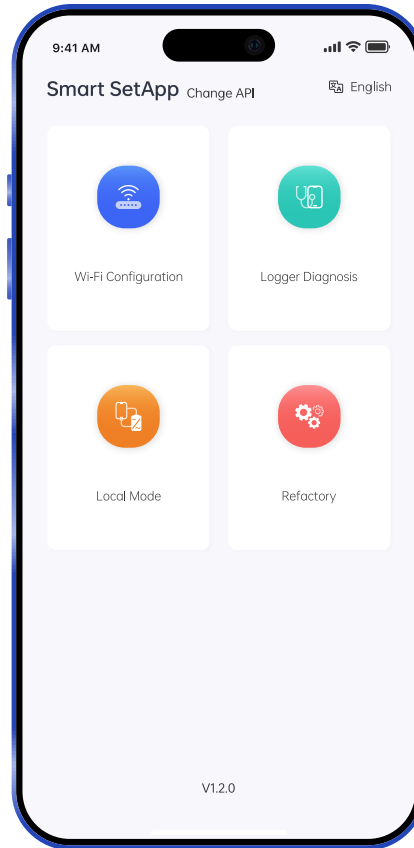 9:41 AM
Smart SetApp Change API English
Wi-Fi Configuration
Logger Diagnosis
Local Mode
Refactory
V1.2.0